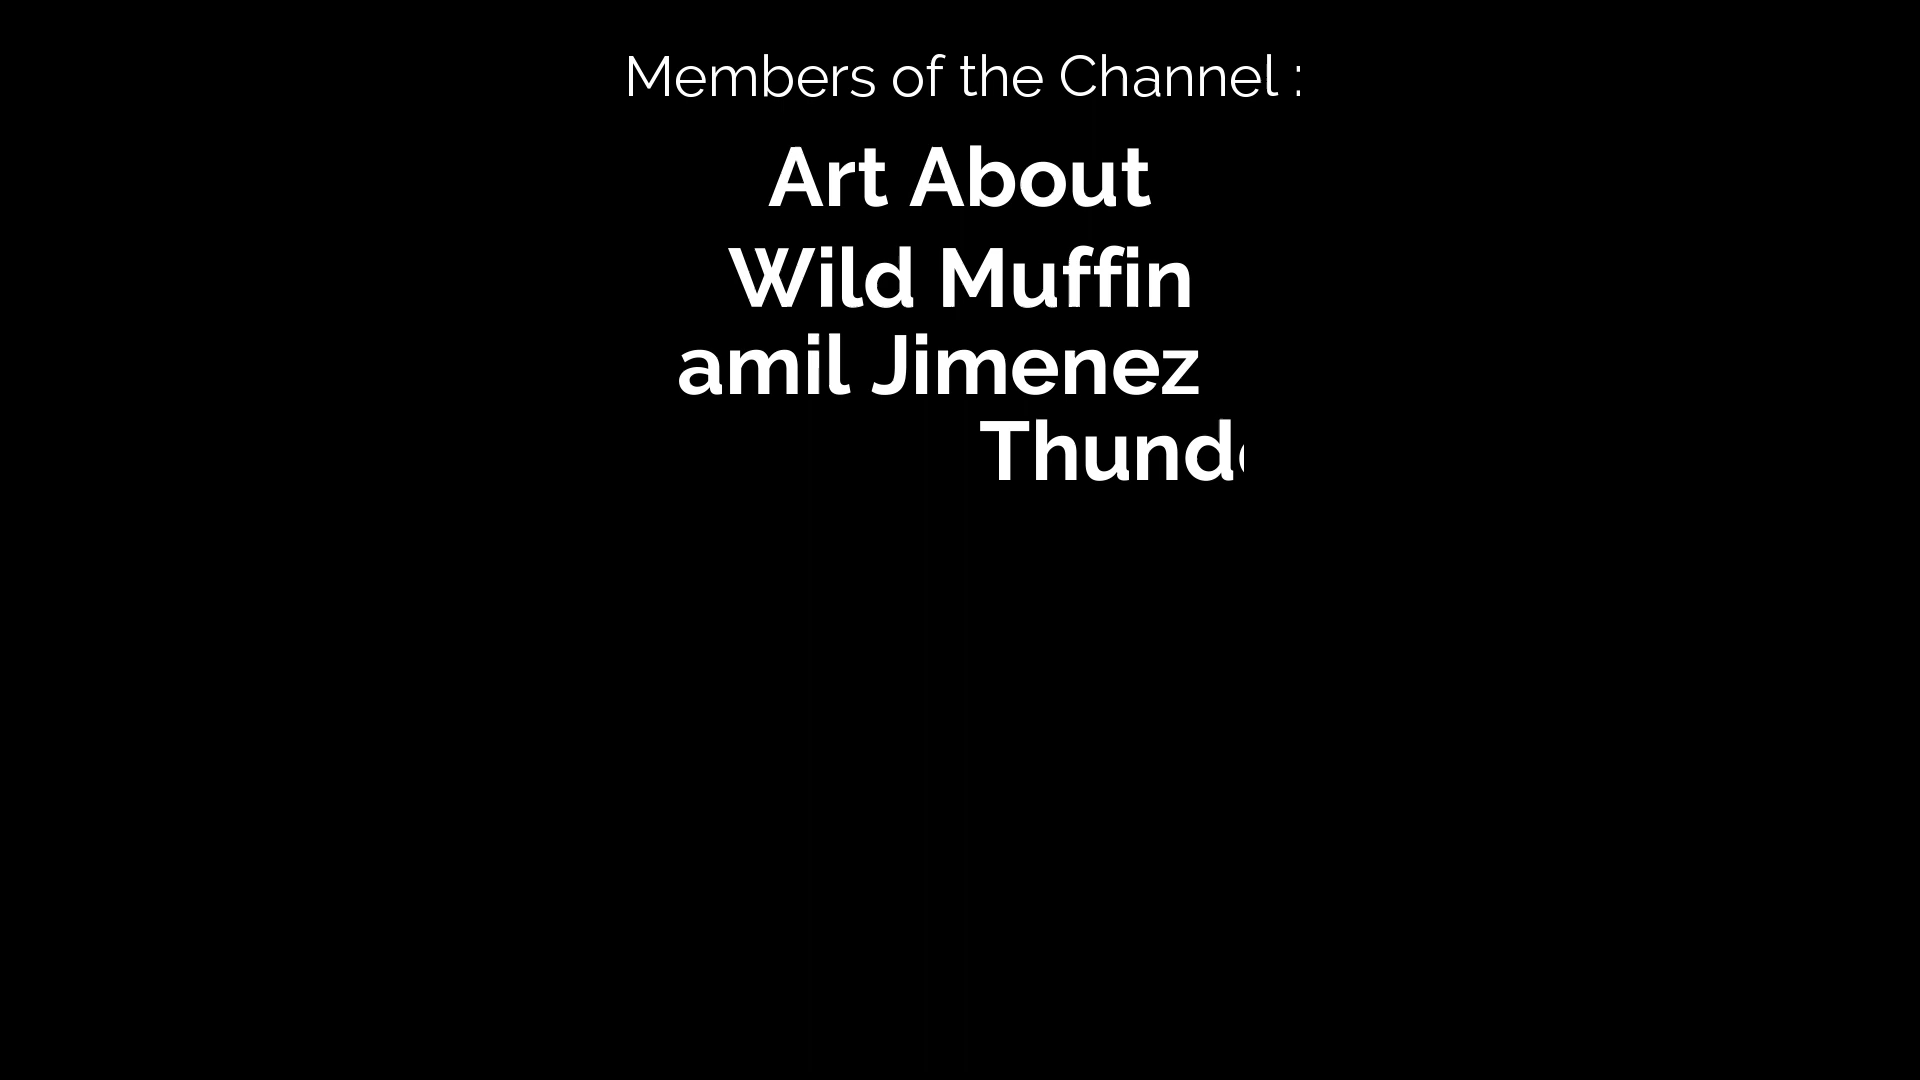 Members of the Channel :
Art About
Wild Muffin
amil Jimenez
Thund